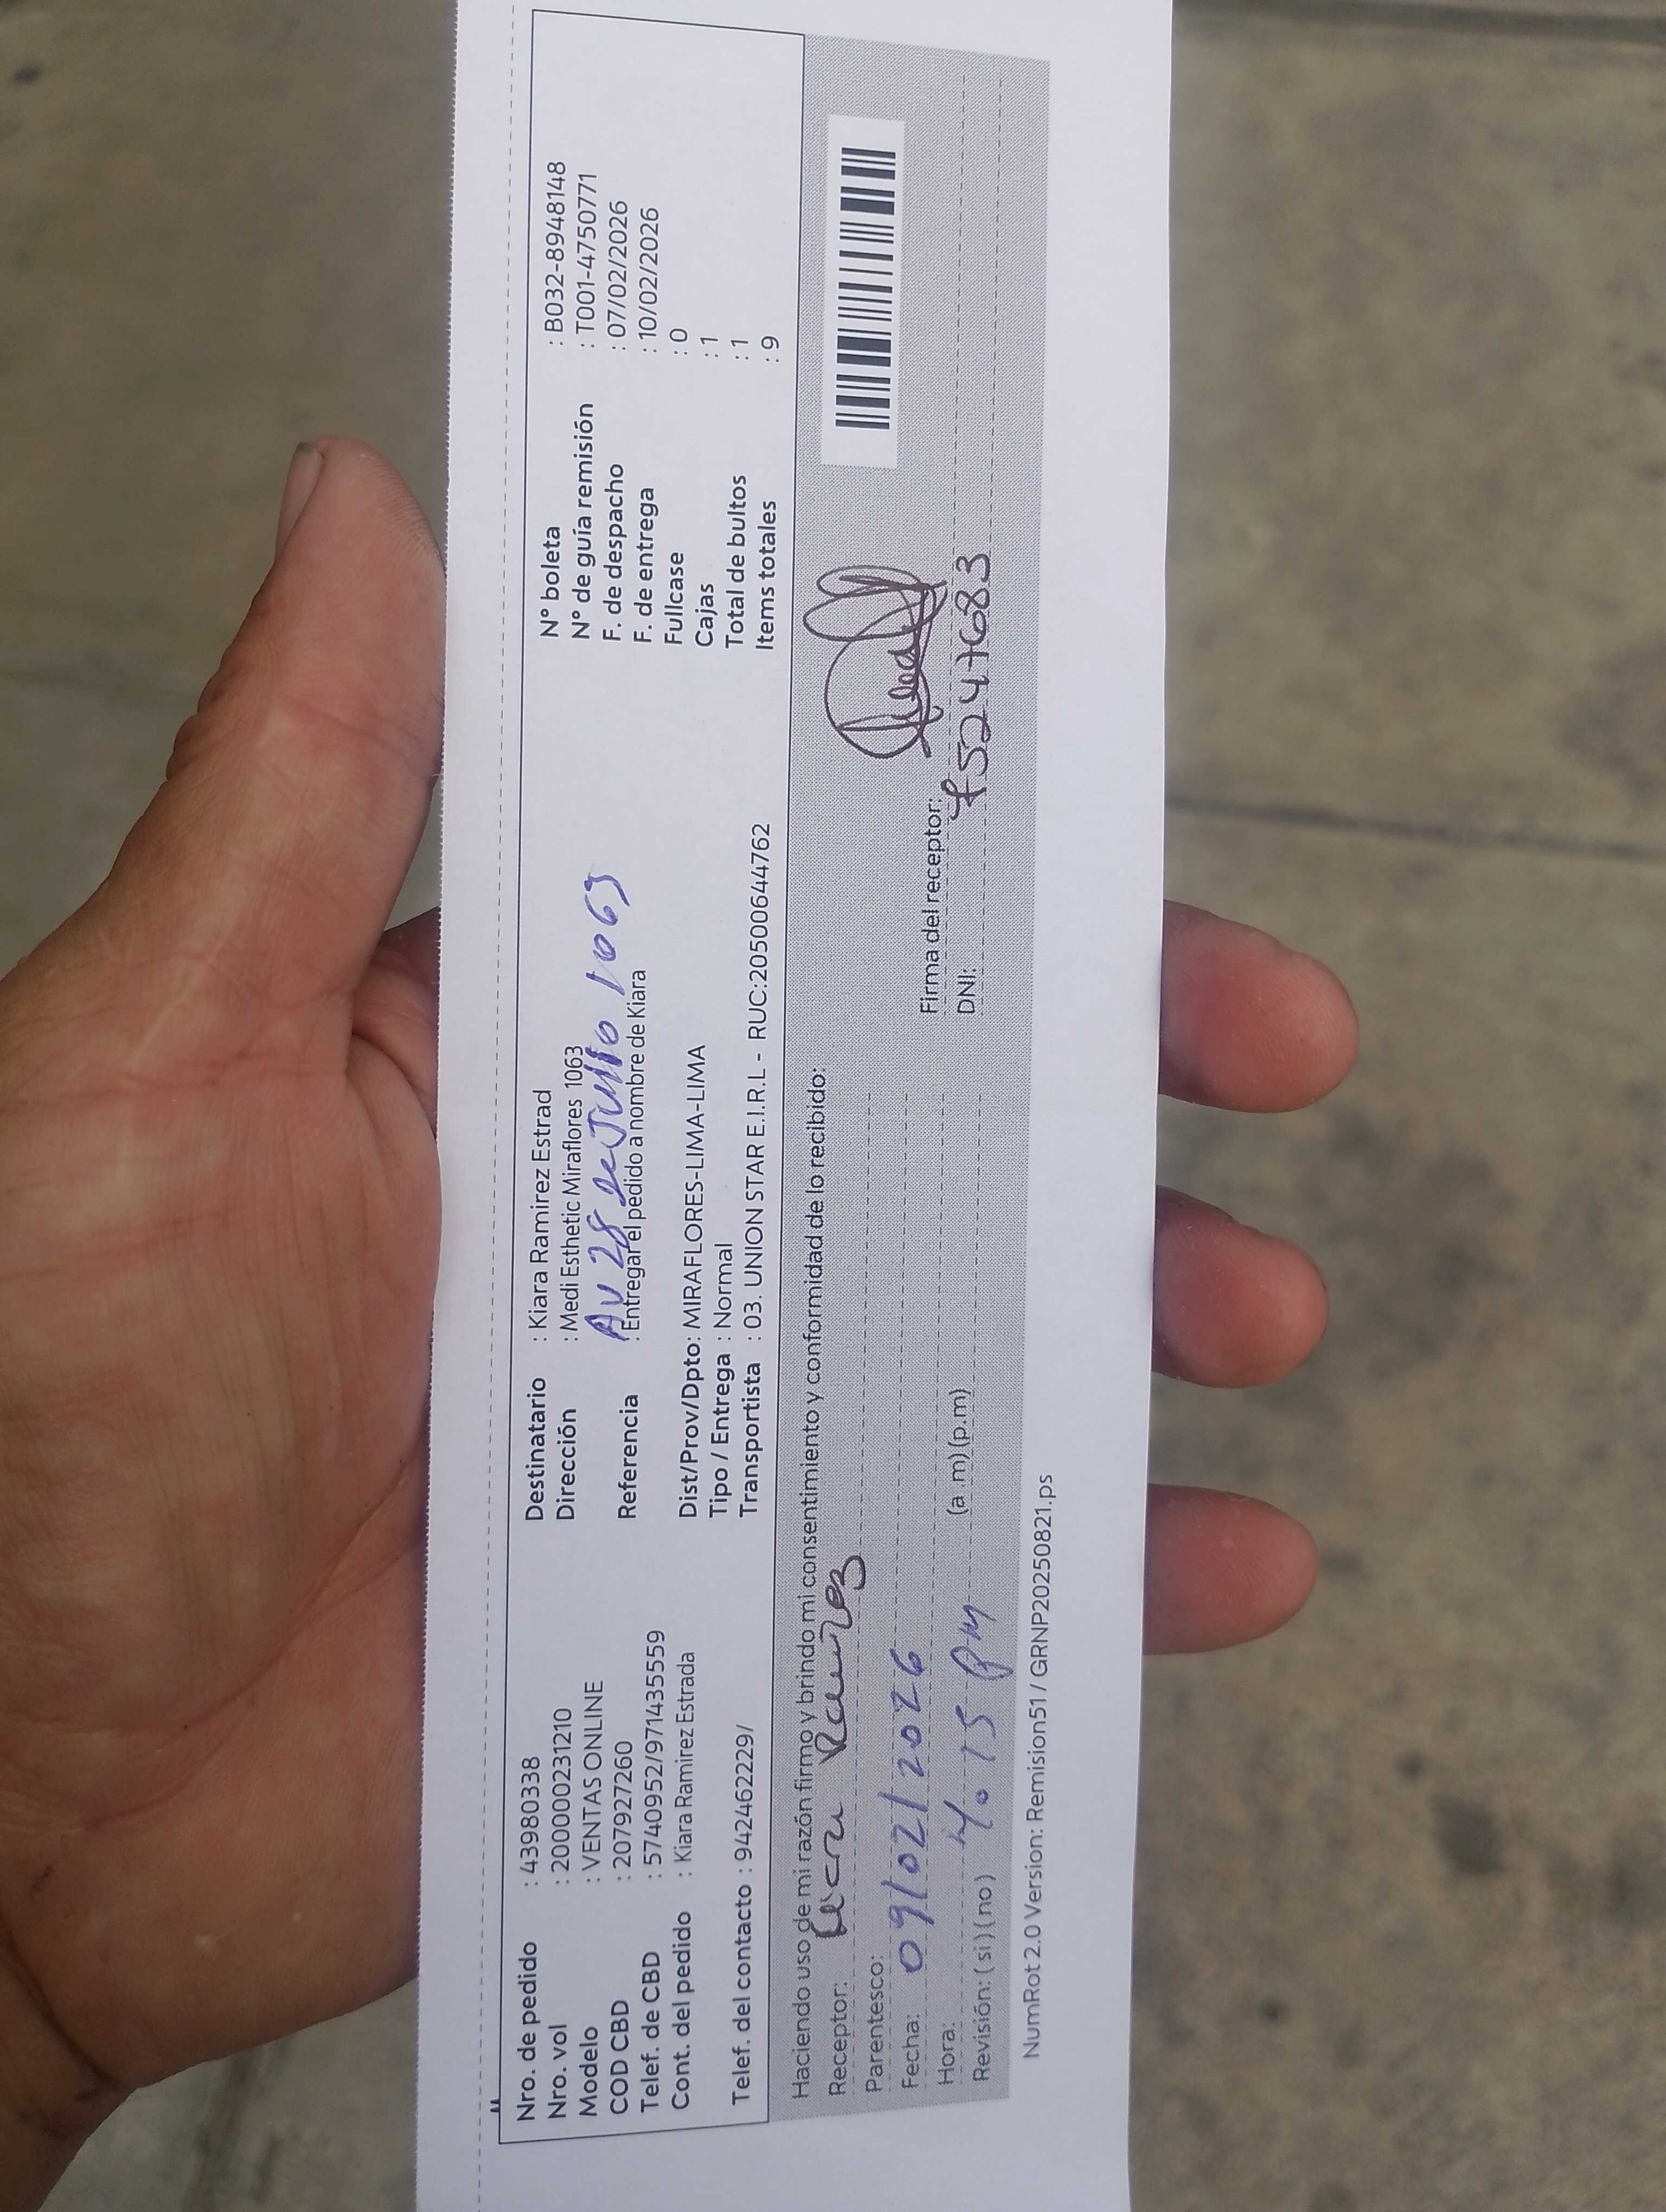 Nro. de pedido : 43980338
Nro. vol : 200000231210
Modelo : VENTAS ONLINE
COD CBD : 207927260
Telef. de CBD : 5740952/971435559
Cont. del pedido : Kiara Ramirez Estrada
Telef. del contacto : 942462229/
Destinatario : Kiara Ramirez Estrad
Dirección : Medi Esthetic Miraflores 1063
Av 28 de Julio 1063
Referencia : Entregar el pedido a nombre de Kiara
Dist/Prov/Dpto: MIRAFLORES-LIMA-LIMA
Tipo / Entrega : Normal
Transportista : 03. UNION STAR E.I.R.L - RUC:20500644762
N° boleta : B032-8948148
N° de guía remisión : T001-4750771
F. de despacho : 07/02/2026
F. de entrega : 10/02/2026
Fullcase : 0
Cajas : 1
Total de bultos : 1
Items totales : 9
Haciendo uso de mi razón firmo y brindo mi consentimiento y conformidad de lo recibido:
Receptor: Ramirez
Parentesco:
Fecha: 09/02/2026
Hora: 4:15 pm (a.m) (p.m)
Revisión: (si) (no)
Firma del receptor:
DNI:
NumRot 2.0 Version: Remision51 / GRNP20250821.ps